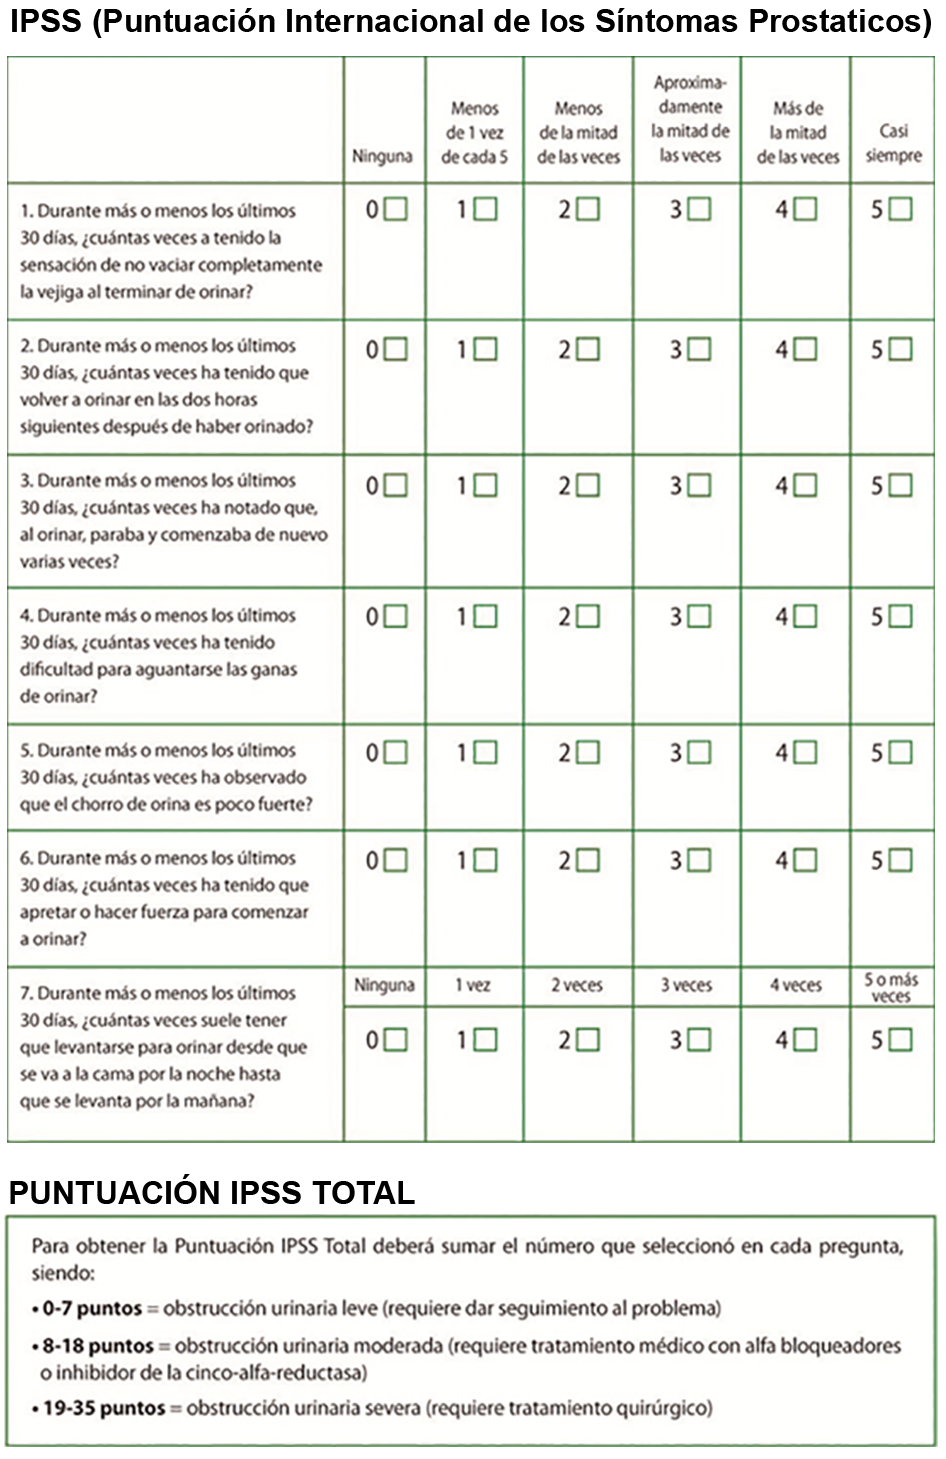 IPSS (Puntuación Internacional de los Síntomas Prostaticos)
Ninguna
Menos
de 1 vez
de cada 5
Menos
de la mitad
de las veces
Aproxima-
damente
la mitad de
las veces
Más de
la mitad
de las veces
Casi
siempre
1. Durante más o menos los últimos
30 días, ¿cuántas veces a tenido la
sensación de no vaciar completamente
la vejiga al terminar de orinar?
0 1 2 3 4 5
2. Durante más o menos los últimos
30 días, ¿cuántas veces ha tenido que
volver a orinar en las dos horas
siguientes después de haber orinado?
0 1 2 3 4 5
3. Durante más o menos los últimos
30 días, ¿cuántas veces ha notado que,
al orinar, paraba y comenzaba de nuevo
varias veces?
0 1 2 3 4 5
4. Durante más o menos los últimos
30 días, ¿cuántas veces ha tenido
dificultad para aguantarse las ganas
de orinar?
0 1 2 3 4 5
5. Durante más o menos los últimos
30 días, ¿cuántas veces ha observado
que el chorro de orina es poco fuerte?
0 1 2 3 4 5
6. Durante más o menos los últimos
30 días, ¿cuántas veces ha tenido que
apretar o hacer fuerza para comenzar
a orinar?
0 1 2 3 4 5
7. Durante más o menos los últimos
30 días, ¿cuántas veces suele tener
que levantarse para orinar desde que
se va a la cama por la noche hasta
que se levanta por la mañana?
Ninguna
1 vez
2 veces
3 veces
4 veces
5 o más
veces
0 1 2 3 4 5
PUNTUACIÓN IPSS TOTAL
Para obtener la Puntuación IPSS Total deberá sumar el número que seleccionó en cada pregunta,
siendo:
• 0-7 puntos = obstrucción urinaria leve (requiere dar seguimiento al problema)
• 8-18 puntos = obstrucción urinaria moderada (requiere tratamiento médico con alfa bloqueadores
o inhibidor de la cinco-alfa-reductasa)
• 19-35 puntos = obstrucción urinaria severa (requiere tratamiento quirúrgico)